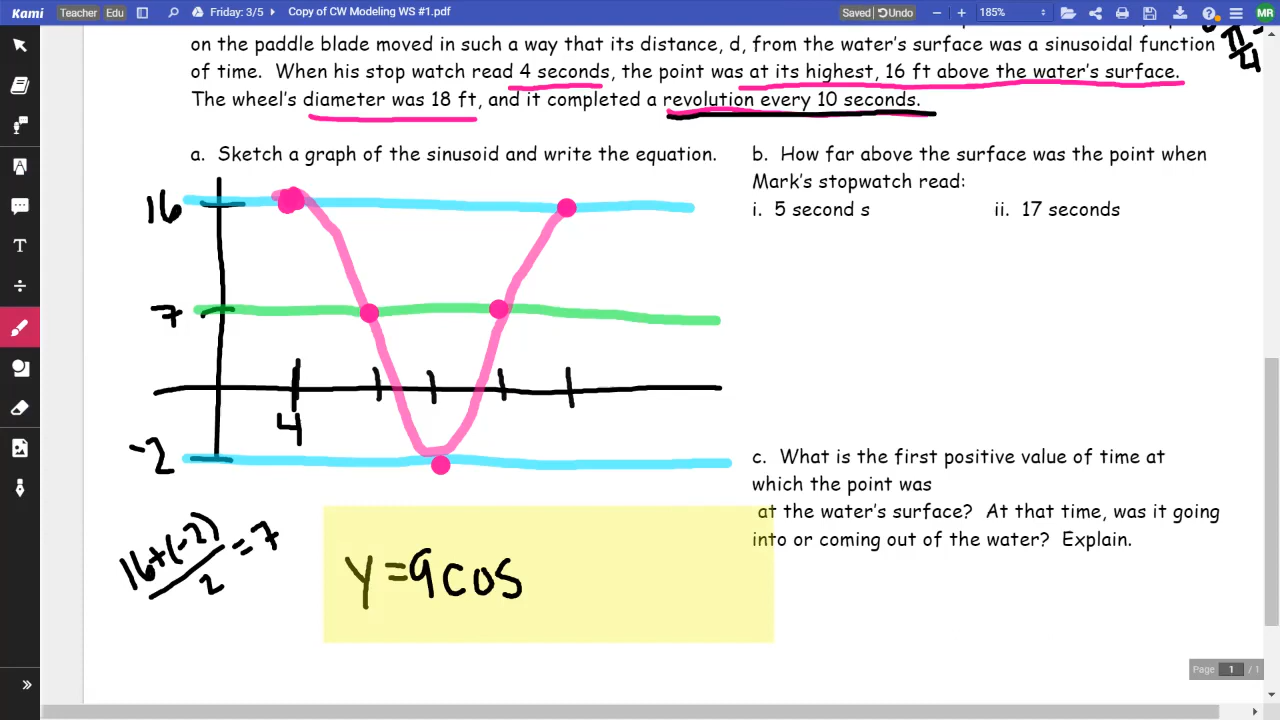 Kami Teacher Edu Friday: 3/5 > Copy of CW Modeling WS #1.pdf Saved Undo 185% MR
on the paddle blade moved in such a way that its distance, d, from the water's surface was a sinusoidal function
π
4
of time. When his stop watch read 4 seconds, the point was at its highest, 16 ft above the water's surface.
The wheel's diameter was 18 ft, and it completed a revolution every 10 seconds.
a. Sketch a graph of the sinusoid and write the equation.
16
7
4
-2
16+(-2)
2
=7
y=9cos
b. How far above the surface was the point when
Mark's stopwatch read:
i. 5 second s ii. 17 seconds
c. What is the first positive value of time at
which the point was
at the water's surface? At that time, was it going
into or coming out of the water? Explain.
Page 1 / 1